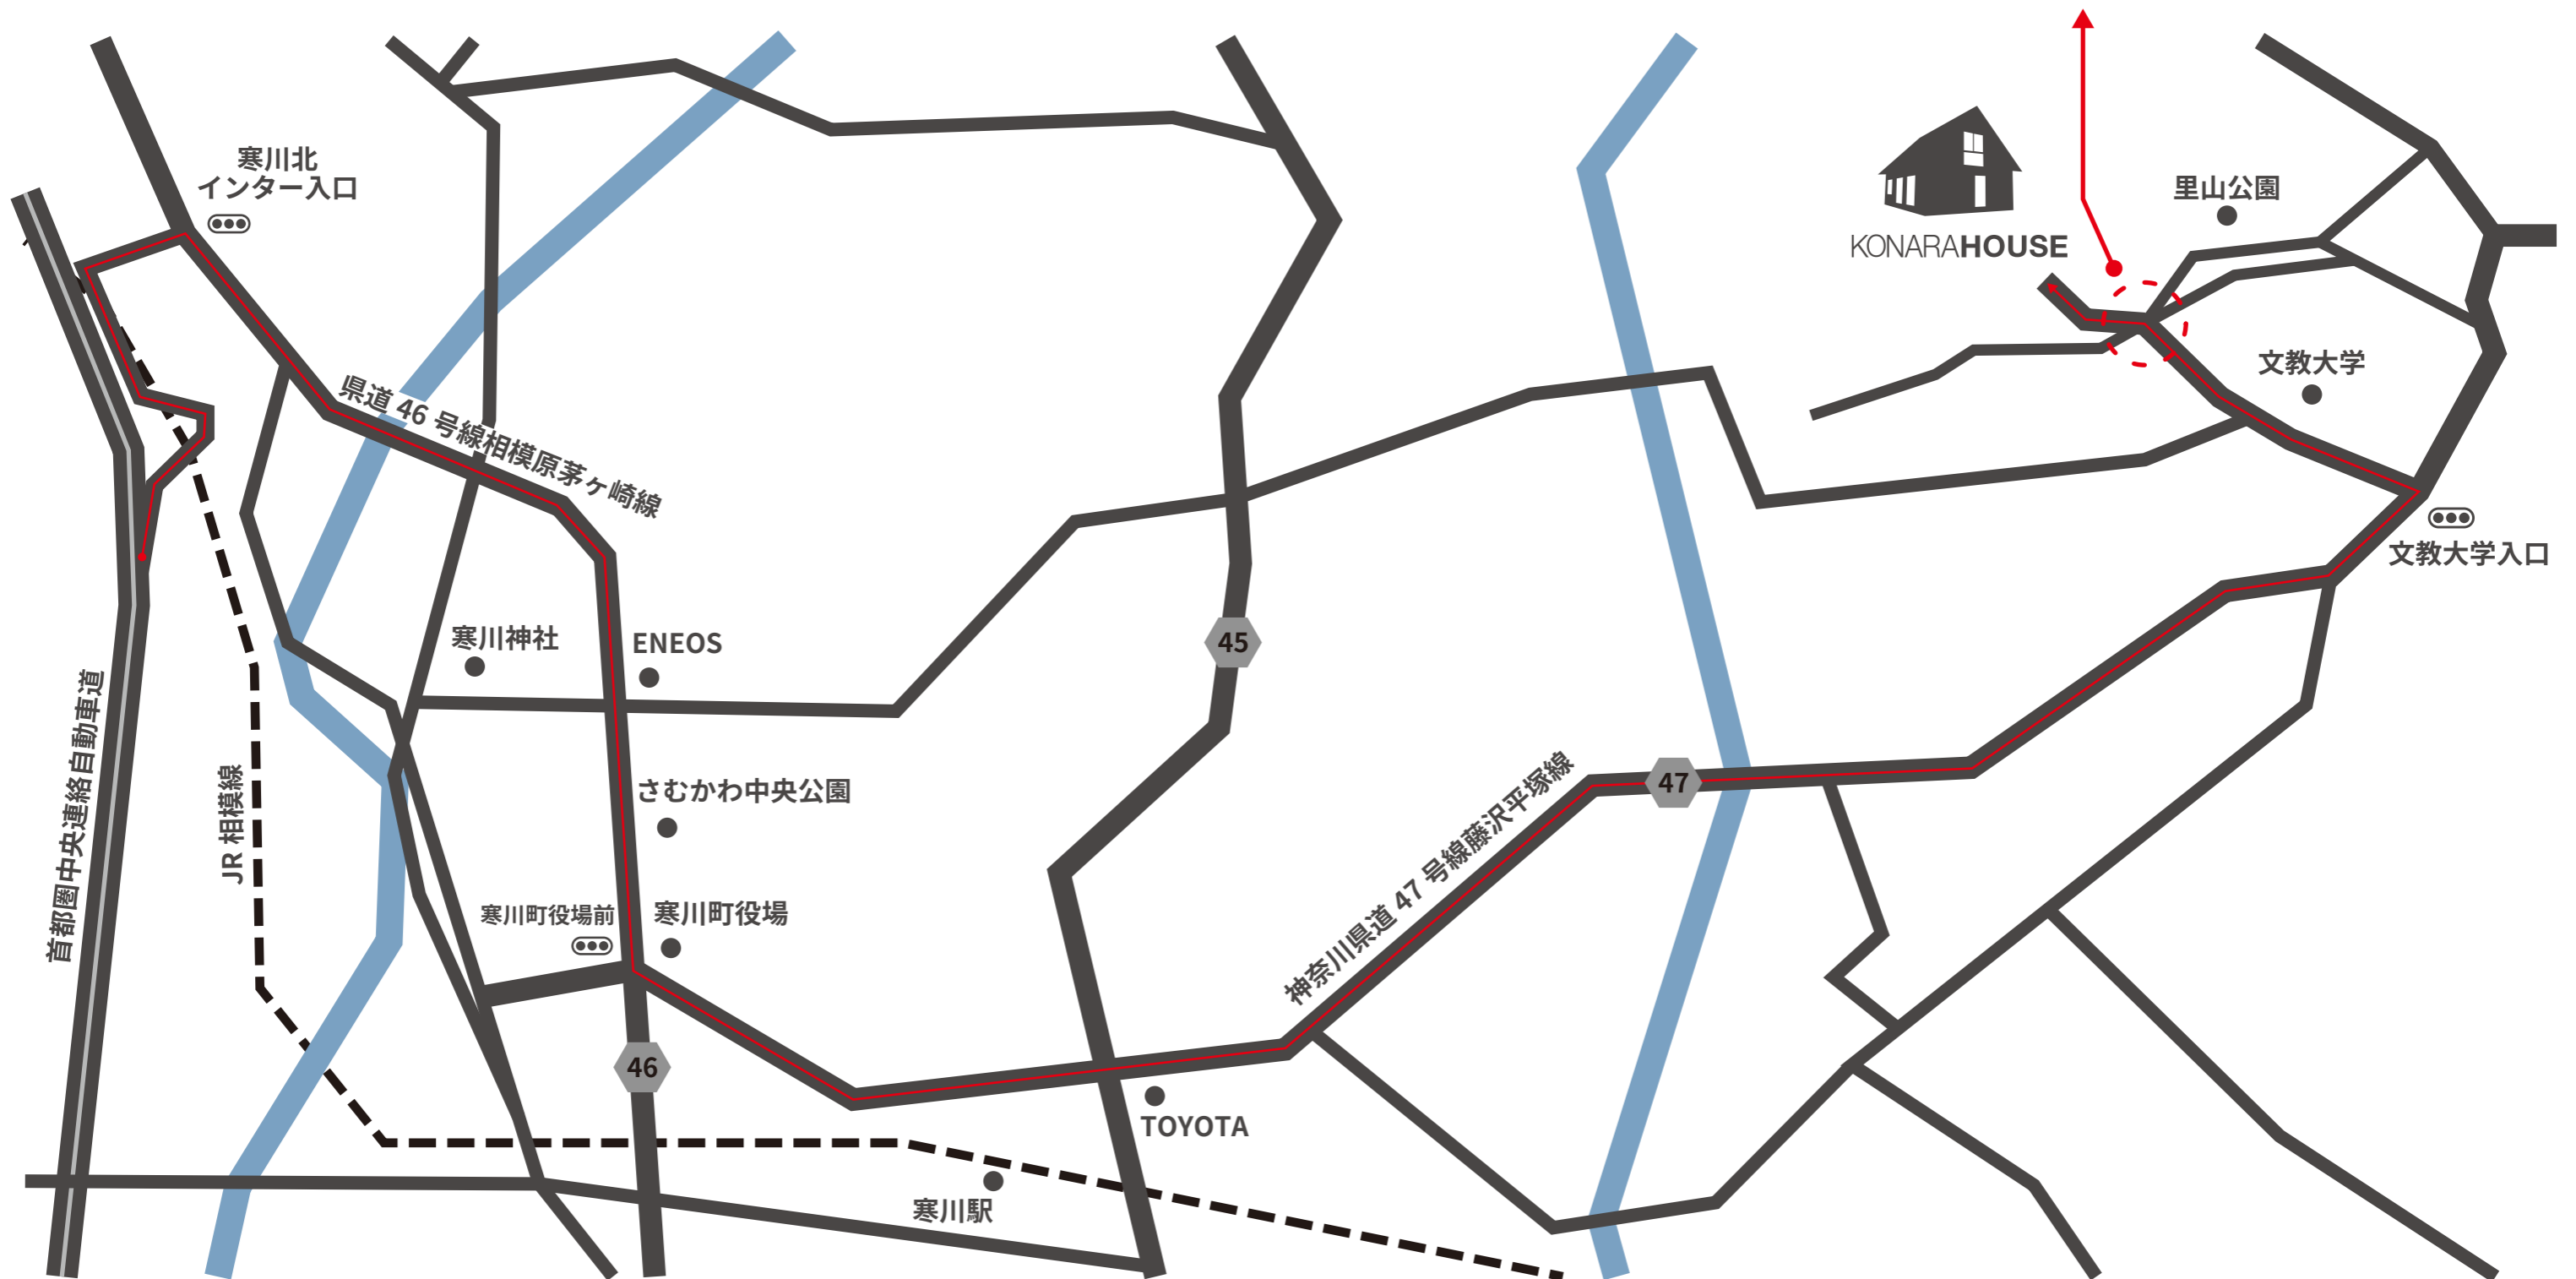 寒川北
インター入口
KONARAHOUSE
里山公園
文教大学
県道 46 号線相模原茅ヶ崎線
文教大学入口
寒川神社
ENEOS
45
首都圏中央連絡自動車道
JR 相模線
さむかわ中央公園
47
神奈川県道 47 号線藤沢平塚線
寒川町役場前
寒川町役場
46
TOYOTA
寒川駅